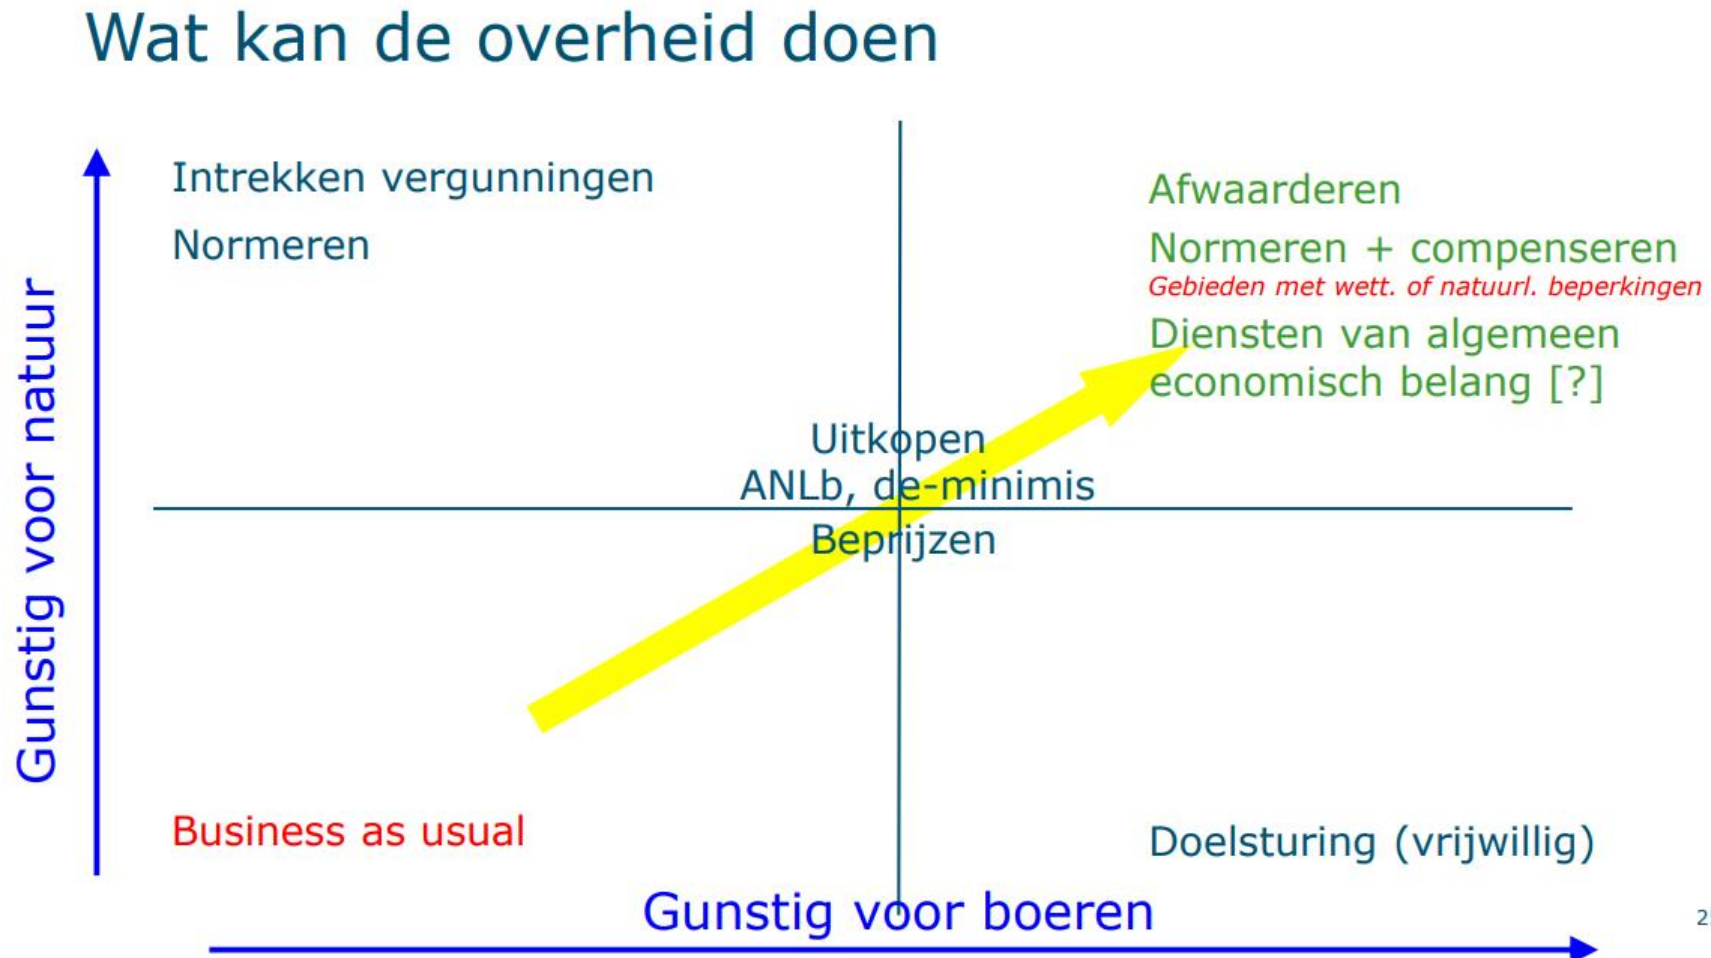 Wat kan de overheid doen
Gunstig voor natuur
Intrekken vergunningen
Normeren
Afwaarderen
Normeren + compenseren
Gebieden met wett. of natuurl. beperkingen
Diensten van algemeen
economisch belang [?]
Uitkopen
ANLb, de-minimis
Beprijzen
Business as usual
Doelsturing (vrijwillig)
Gunstig voor boeren